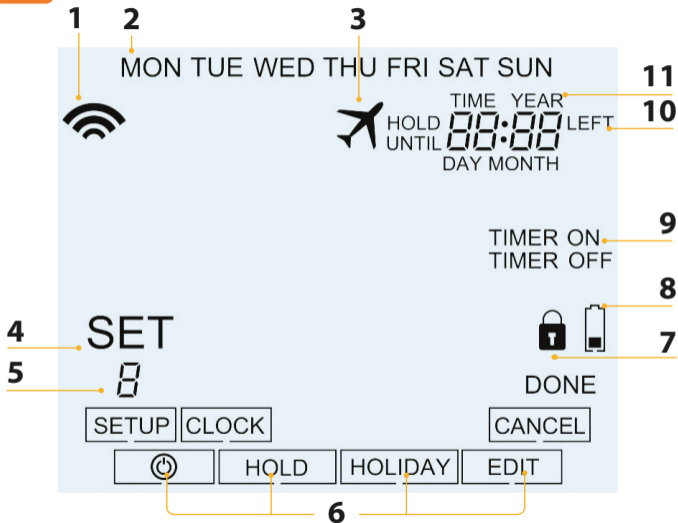 1 2 3
MON TUE WED THU FRI SAT SUN
11
TIME YEAR
10
HOLD 88:88 LEFT
UNTIL
DAY MONTH
9
TIMER ON
TIMER OFF
8
4
SET
7
5
8
DONE
SETUP CLOCK CANCEL
HOLD HOLIDAY EDIT
6